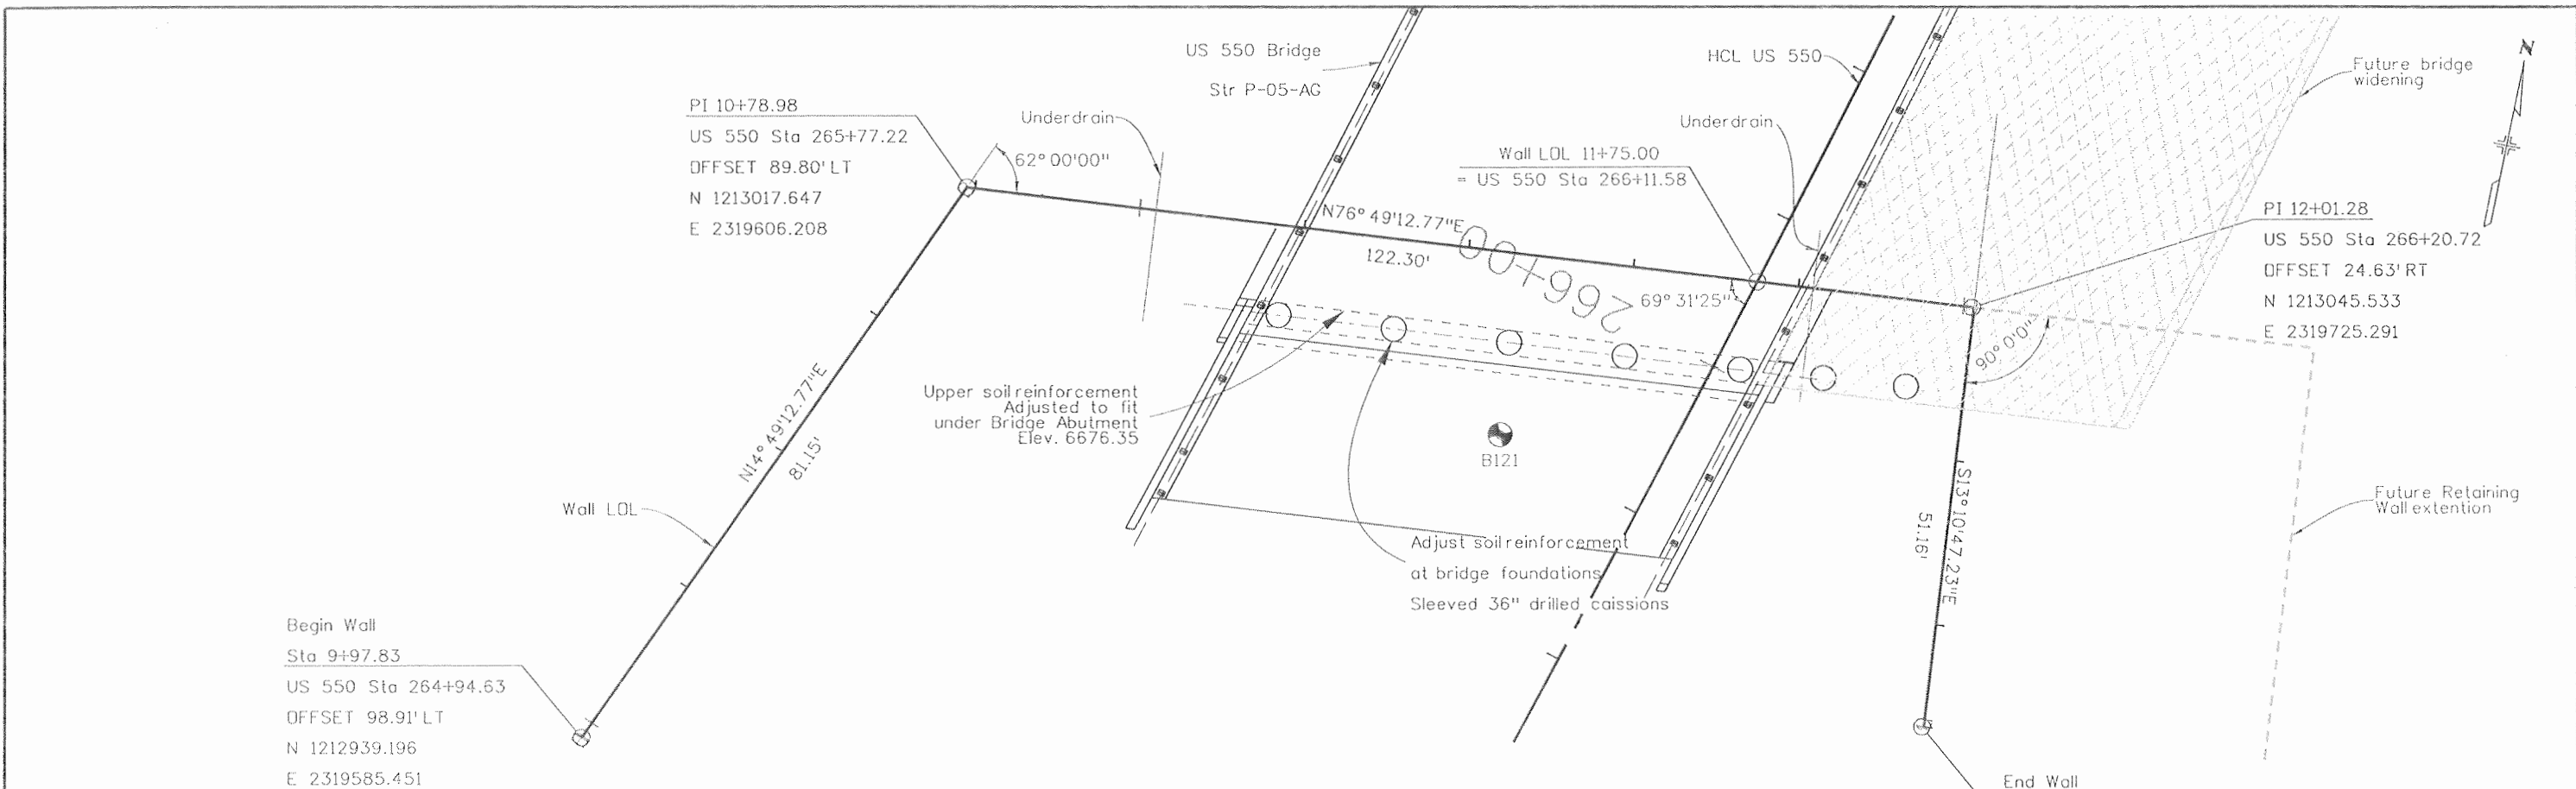 US 550 Bridge
Str P-05-AG
HCL US 550
Future bridge
widening
N
PI 10+78.98
US 550 Sta 265+77.22
OFFSET 89.80' LT
N 1213017.647
E 2319606.208
Underdrain
62° 00'00"
Underdrain
Wall LOL 11+75.00
= US 550 Sta 266+11.58
N76° 49'12.77"E
122.30'
266+00
69° 31'25"
PI 12+01.28
US 550 Sta 266+20.72
OFFSET 24.63' RT
N 1213045.533
E 2319725.291
90° 0'0"
Upper soil reinforcement
Adjusted to fit
under Bridge Abutment
Elev. 6676.35
N14° 49'12.77"E
81.15'
B121
Wall LOL
Adjust soil reinforcement
at bridge foundations
Sleeved 36" drilled caissions
S13° 10'47.23"E
51.16'
Future Retaining
Wall extention
Begin Wall
Sta 9+97.83
US 550 Sta 264+94.63
OFFSET 98.91' LT
N 1212939.196
E 2319585.451
End Wall